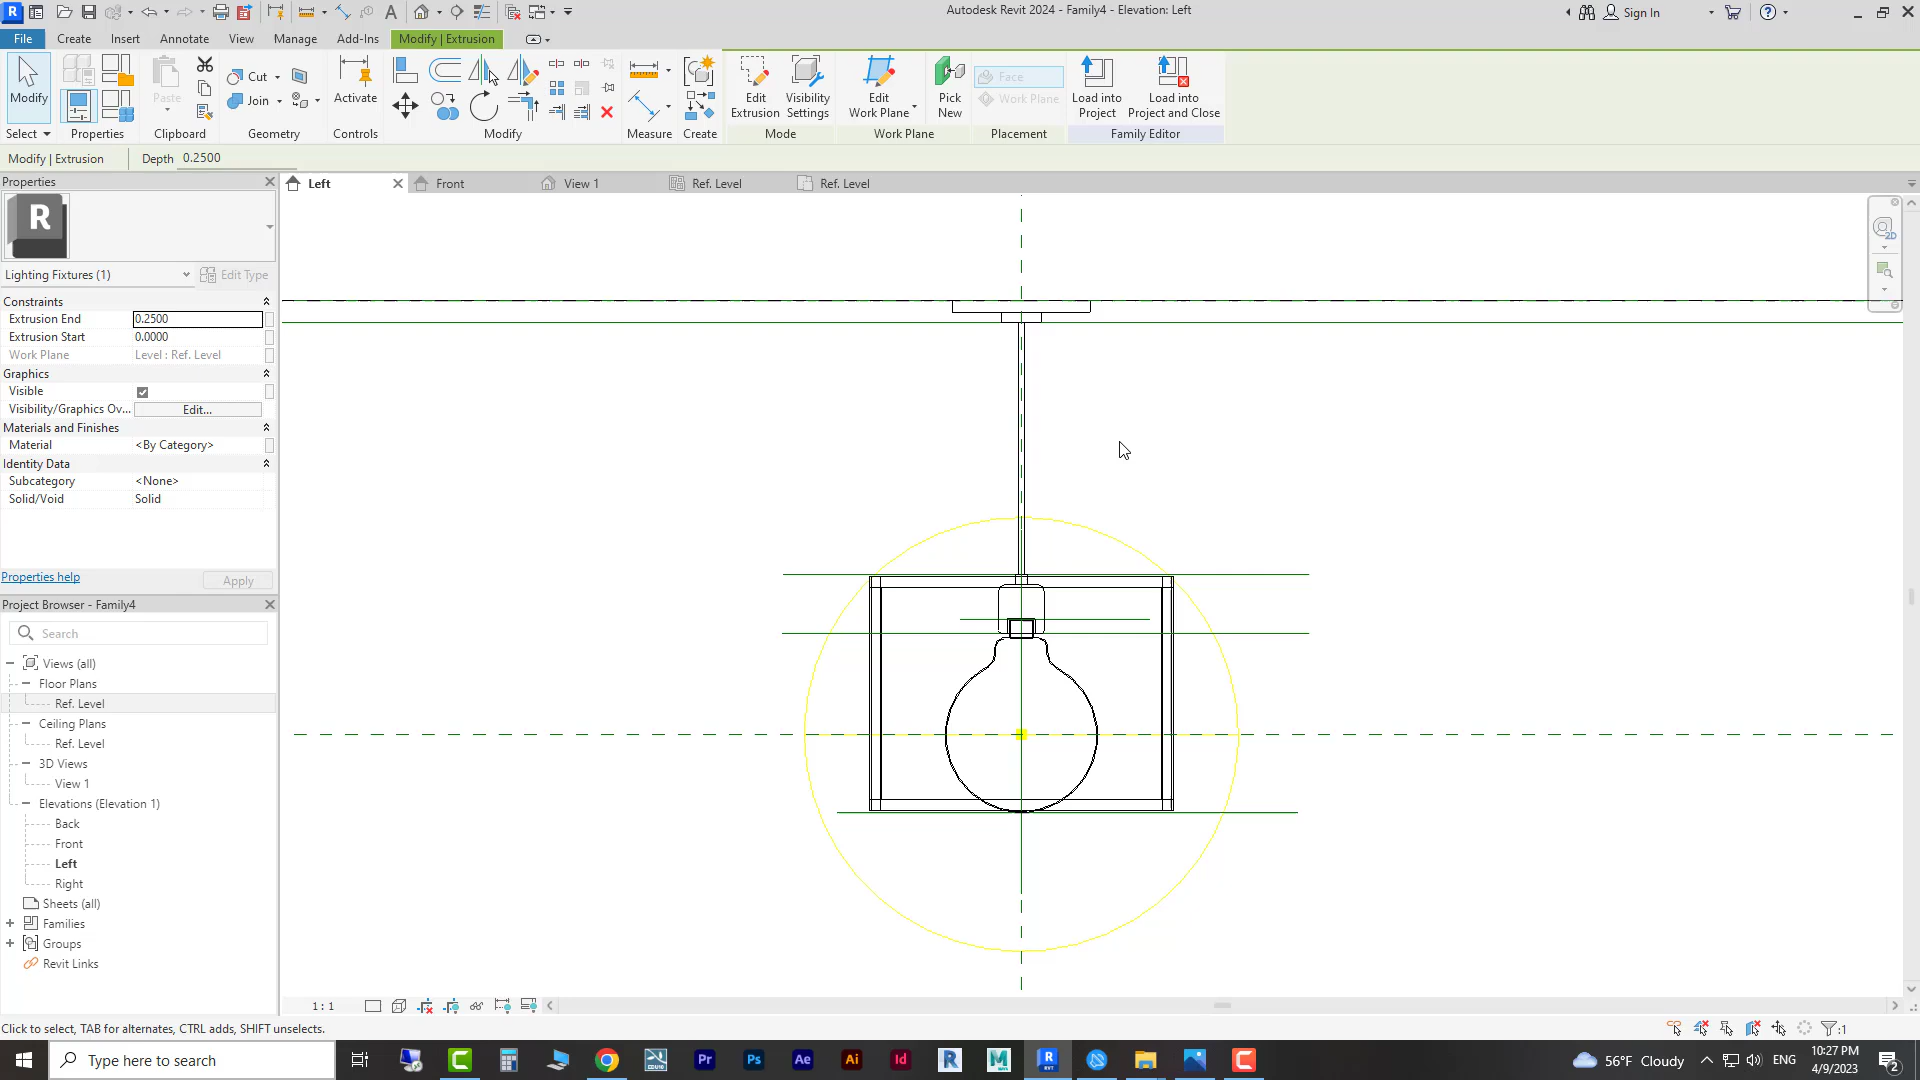 Autodesk Revit 2024 - Family4 - Elevation: Left
Sign In
File
Create
Insert
Annotate
View
Manage
Add-Ins
Modify | Extrusion
Modify
Select
Properties
Paste
Clipboard
Cut
Join
Geometry
Activate
Controls
Modify
Measure
Create
Edit
Extrusion
Visibility
Settings
Mode
Edit
Work Plane
Work Plane
Pick
New
Face
Work Plane
Placement
Load into
Project
Load into
Project and Close
Family Editor
Modify | Extrusion
Depth 0.2500
Properties
Left
Front
View 1
Ref. Level
Ref. Level
R
Lighting Fixtures (1)
Edit Type
Constraints
Extrusion End 0.2500
Extrusion Start 0.0000
Work Plane Level : Ref. Level
Graphics
Visible
Visibility/Graphics Ov... Edit...
Materials and Finishes
Material <By Category>
Identity Data
Subcategory <None>
Solid/Void Solid
Properties help
Apply
Project Browser - Family4
Search
Views (all)
Floor Plans
Ref. Level
Ceiling Plans
Ref. Level
3D Views
View 1
Elevations (Elevation 1)
Back
Front
Left
Right
Sheets (all)
Families
Groups
Revit Links
1 : 1
Click to select, TAB for alternates, CTRL adds, SHIFT unselects.
:1
Type here to search
Pr
Ps
Ae
Ai
Id
R
M
R
56°F Cloudy
ENG
10:27 PM
4/9/2023
2